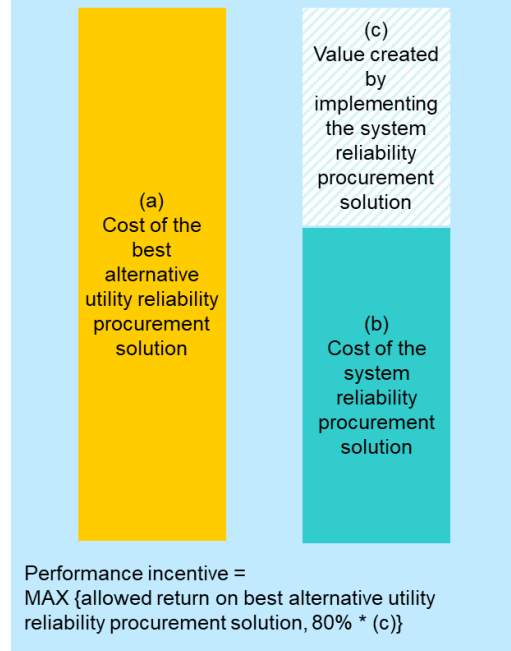 (a)
Cost of the
best
alternative
utility reliability
procurement
solution
(c)
Value created
by
implementing
the system
reliability
procurement
solution
(b)
Cost of the
system
reliability
procurement
solution
Performance incentive =
MAX {allowed return on best alternative utility
reliability procurement solution, 80% * (c)}